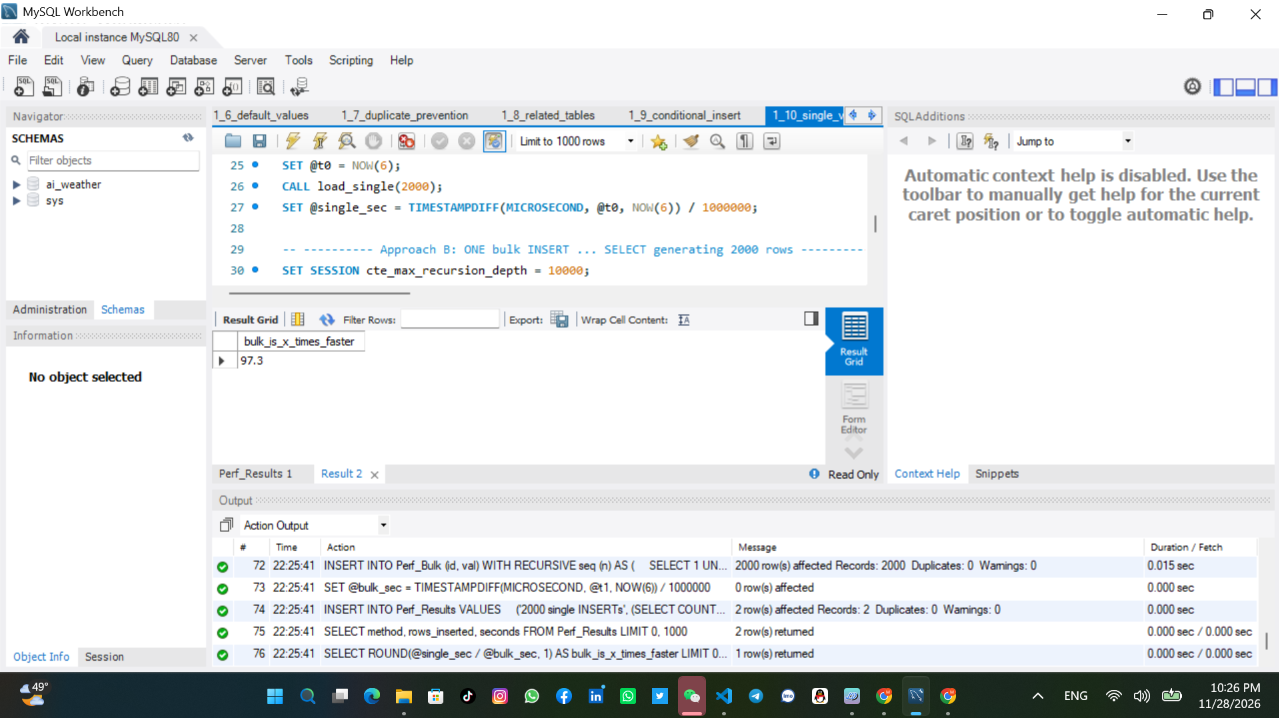 MySQL Workbench
Local instance MySQL80
File Edit View Query Database Server Tools Scripting Help
Navigator
SCHEMAS
Filter objects
ai_weather
sys
Administration Schemas
Information
No object selected
Object Info Session
1_6_default_values 1_7_duplicate_prevention 1_8_related_tables 1_9_conditional_insert 1_10_single_v
Limit to 1000 rows
25 SET @t0 = NOW(6);
26 CALL load_single(2000);
27 SET @single_sec = TIMESTAMPDIFF(MICROSECOND, @t0, NOW(6)) / 1000000;
28
29 -- ---------- Approach B: ONE bulk INSERT ... SELECT generating 2000 rows ---------
30 SET SESSION cte_max_recursion_depth = 10000;
Result Grid Filter Rows: Export: Wrap Cell Content:
bulk_is_x_times_faster
97.3
Result
Grid
Form
Editor
Perf_Results 1 Result 2 Read Only
SQLAdditions
Jump to
Automatic context help is disabled. Use the
toolbar to manually get help for the current
caret position or to toggle automatic help.
Context Help Snippets
Output
Action Output
# Time Action Message Duration / Fetch
72 22:25:41 INSERT INTO Perf_Bulk (id, val) WITH RECURSIVE seq (n) AS ( SELECT 1 UN... 2000 row(s) affected Records: 2000 Duplicates: 0 Warnings: 0 0.015 sec
73 22:25:41 SET @bulk_sec = TIMESTAMPDIFF(MICROSECOND, @t1, NOW(6)) / 1000000 0 row(s) affected 0.000 sec
74 22:25:41 INSERT INTO Perf_Results VALUES ('2000 single INSERTs', (SELECT COUNT... 2 row(s) affected Records: 2 Duplicates: 0 Warnings: 0 0.000 sec
75 22:25:41 SELECT method, rows_inserted, seconds FROM Perf_Results LIMIT 0, 1000 2 row(s) returned 0.000 sec / 0.000 sec
76 22:25:41 SELECT ROUND(@single_sec / @bulk_sec, 1) AS bulk_is_x_times_faster LIMIT 0... 1 row(s) returned 0.000 sec / 0.000 sec
49°
ENG
10:26 PM
11/28/2026